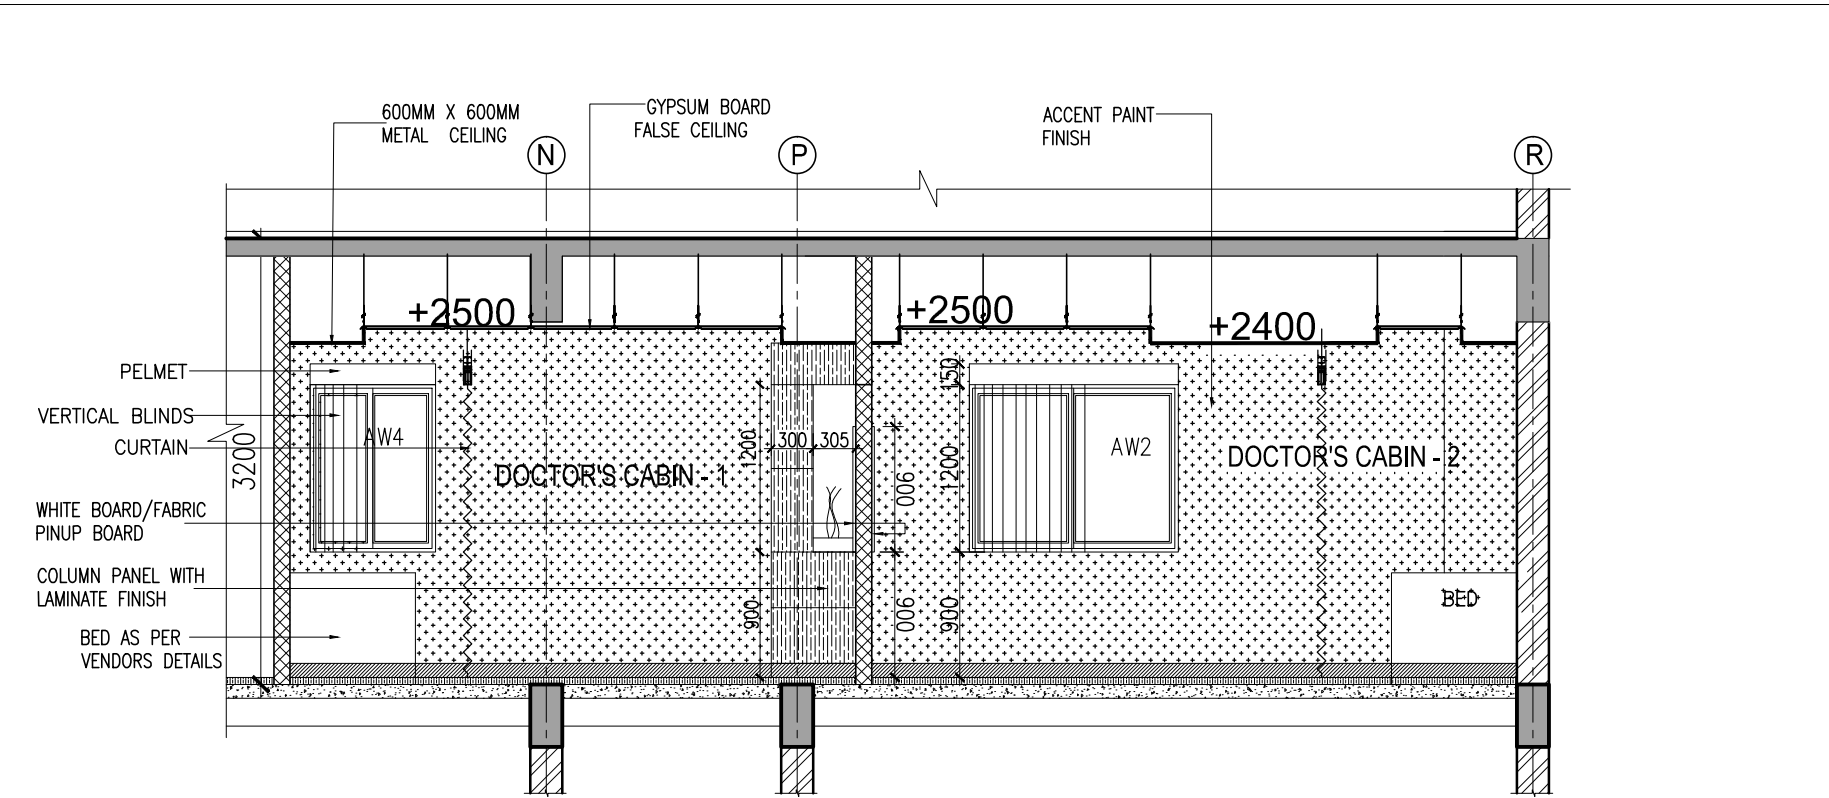 600MM X 600MM
METAL CEILING
GYPSUM BOARD
FALSE CEILING
ACCENT PAINT
FINISH
N
P
R
+2500
+2500
+2400
PELMET
VERTICAL BLINDS
CURTAIN
3200
WHITE BOARD/FABRIC
PINUP BOARD
COLUMN PANEL WITH
LAMINATE FINISH
BED AS PER
VENDORS DETAILS
AW4
DOCTOR'S CABIN - 1
1200
300
305
900
900
900
150
1200
900
AW2
DOCTOR'S CABIN - 2
BED